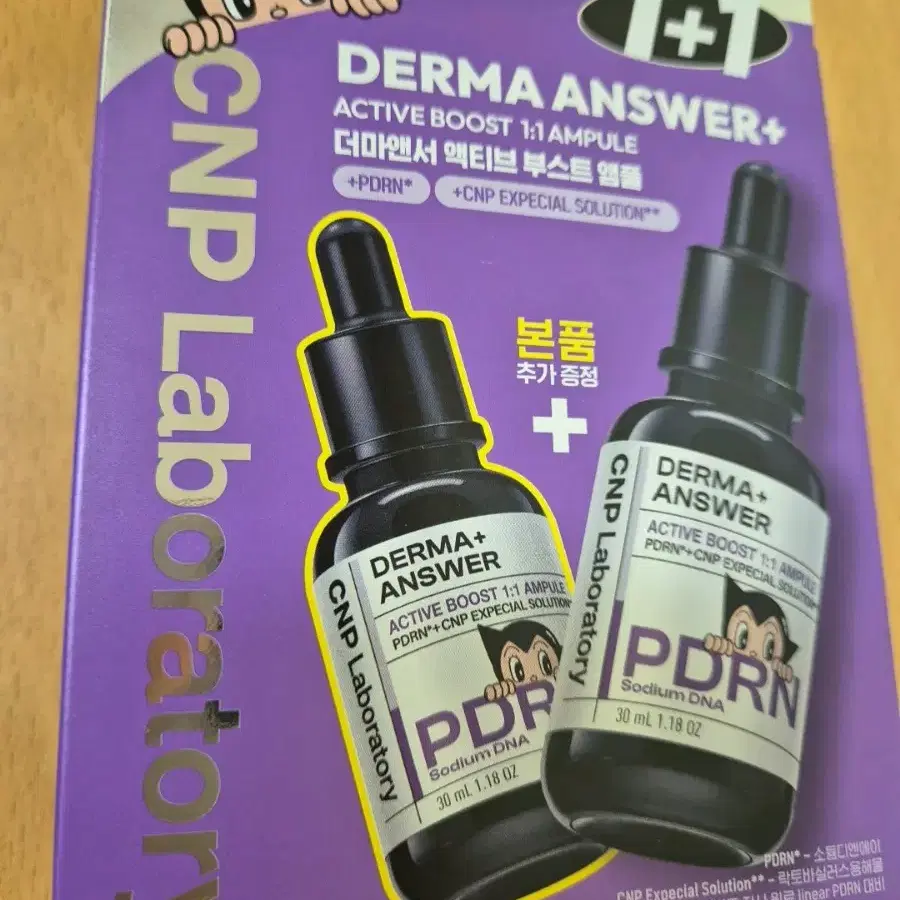 CNP Laboratory
1+1
DERMA ANSWER+
ACTIVE BOOST 1:1 AMPULE
더마앤서 액티브 부스트 앰플
+PDRN*
+CNP EXPECIAL SOLUTION**
본품
추가 증정
+
DERMA+
ANSWER
ACTIVE BOOST 1:1 AMPULE
PDRN*+CNP EXPECIAL SOLUTION
CNP Laboratory
PDR
Sodium DNA
30 mL 1.18 OZ
DERMA+
ANSWER
ACTIVE BOOST 1:1 AMPULE
PDRN*+CNP EXPECIAL SOLUTION
CNP Laboratory
PDRN
Sodium DNA
30 mL 1.18 OZ
PDRN* - 소듐디엔에이
CNP Expecial Solution** - 락토바실러스용해물
linear PDRN 대비